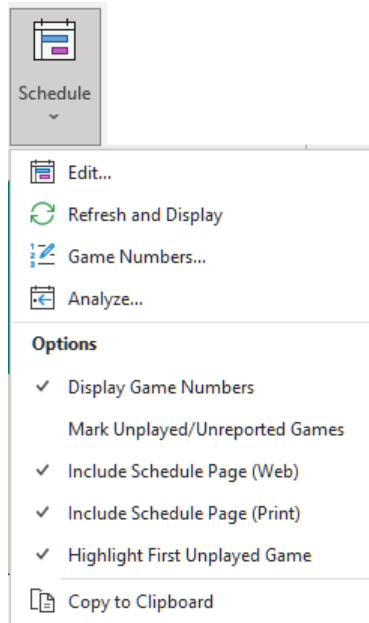 Schedule
Edit...
Refresh and Display
Game Numbers...
Analyze...
Options
Display Game Numbers
Mark Unplayed/Unreported Games
Include Schedule Page (Web)
Include Schedule Page (Print)
Highlight First Unplayed Game
Copy to Clipboard